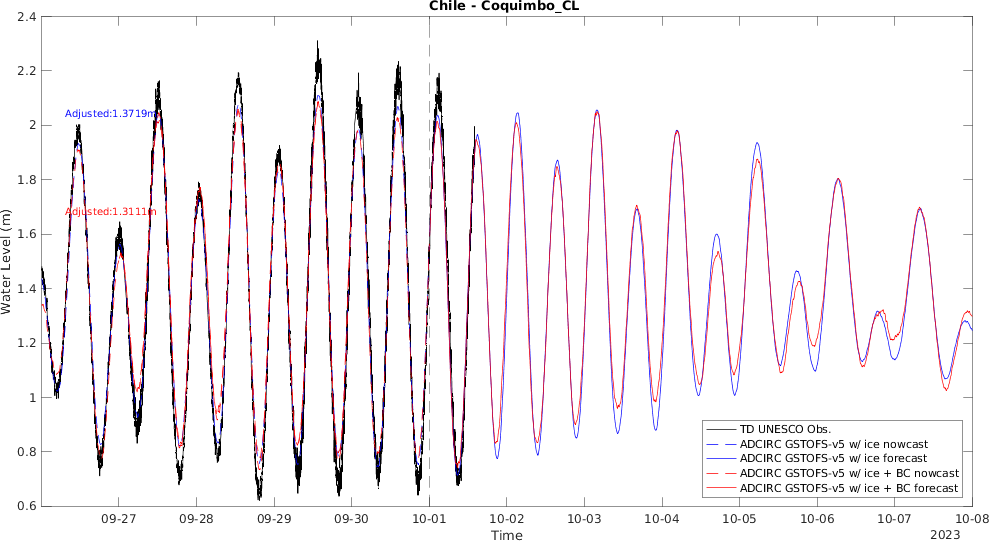 Chile - Coquimbo_CL
2.4
2.2
2
1.8
1.6
1.4
1.2
1
0.8
0.6
Water Level (m)
Adjusted:1.3719m
Adjusted:1.3111m
TD UNESCO Obs.
ADCIRC GSTOFS-v5 w/ ice nowcast
ADCIRC GSTOFS-v5 w/ ice forecast
ADCIRC GSTOFS-v5 w/ ice + BC nowcast
ADCIRC GSTOFS-v5 w/ ice + BC forecast
09-27 09-28 09-29 09-30 10-01 10-02 10-03 10-04 10-05 10-06 10-07 10-08
Time
2023